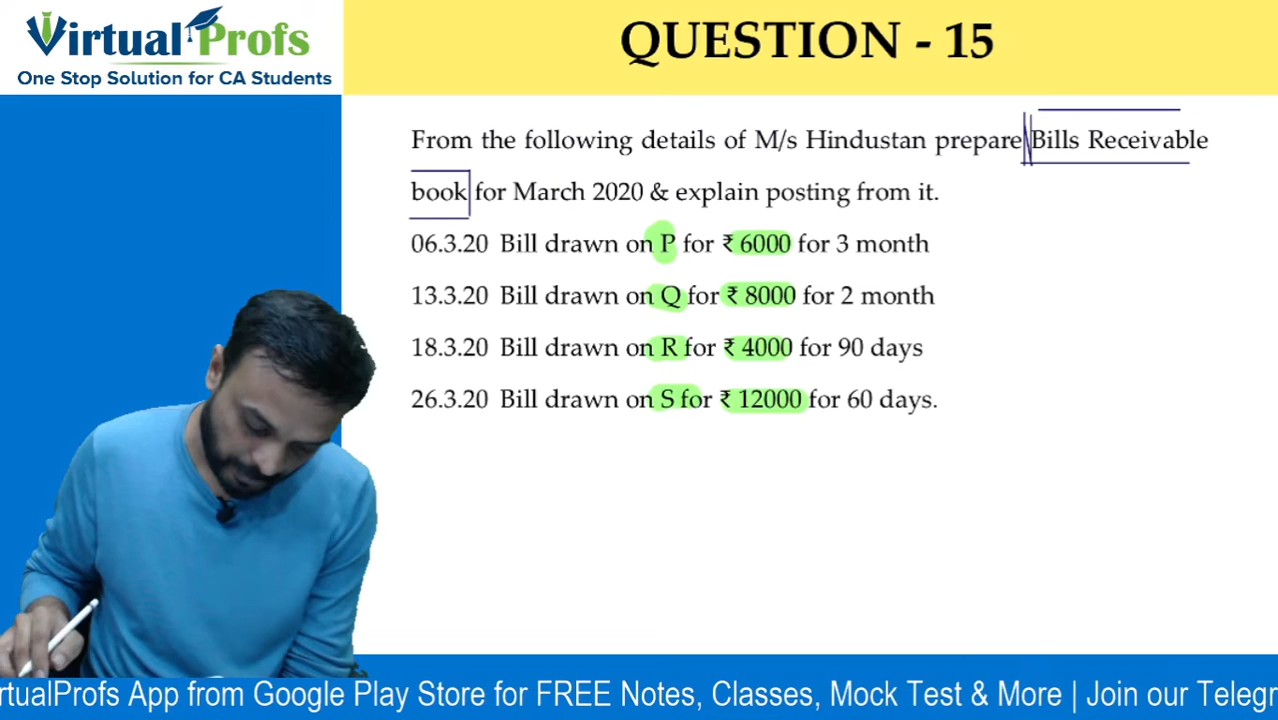 Virtual Profs
One Stop Solution for CA Students
QUESTION - 15
From the following details of M/s Hindustan prepare Bills Receivable
book for March 2020 & explain posting from it.
06.3.20 Bill drawn on P for ₹ 6000 for 3 month
13.3.20 Bill drawn on Q for ₹ 8000 for 2 month
18.3.20 Bill drawn on R for ₹ 4000 for 90 days
26.3.20 Bill drawn on S for ₹ 12000 for 60 days.
rtualProfs App from Google Play Store for FREE Notes, Classes, Mock Test & More | Join our Telegr